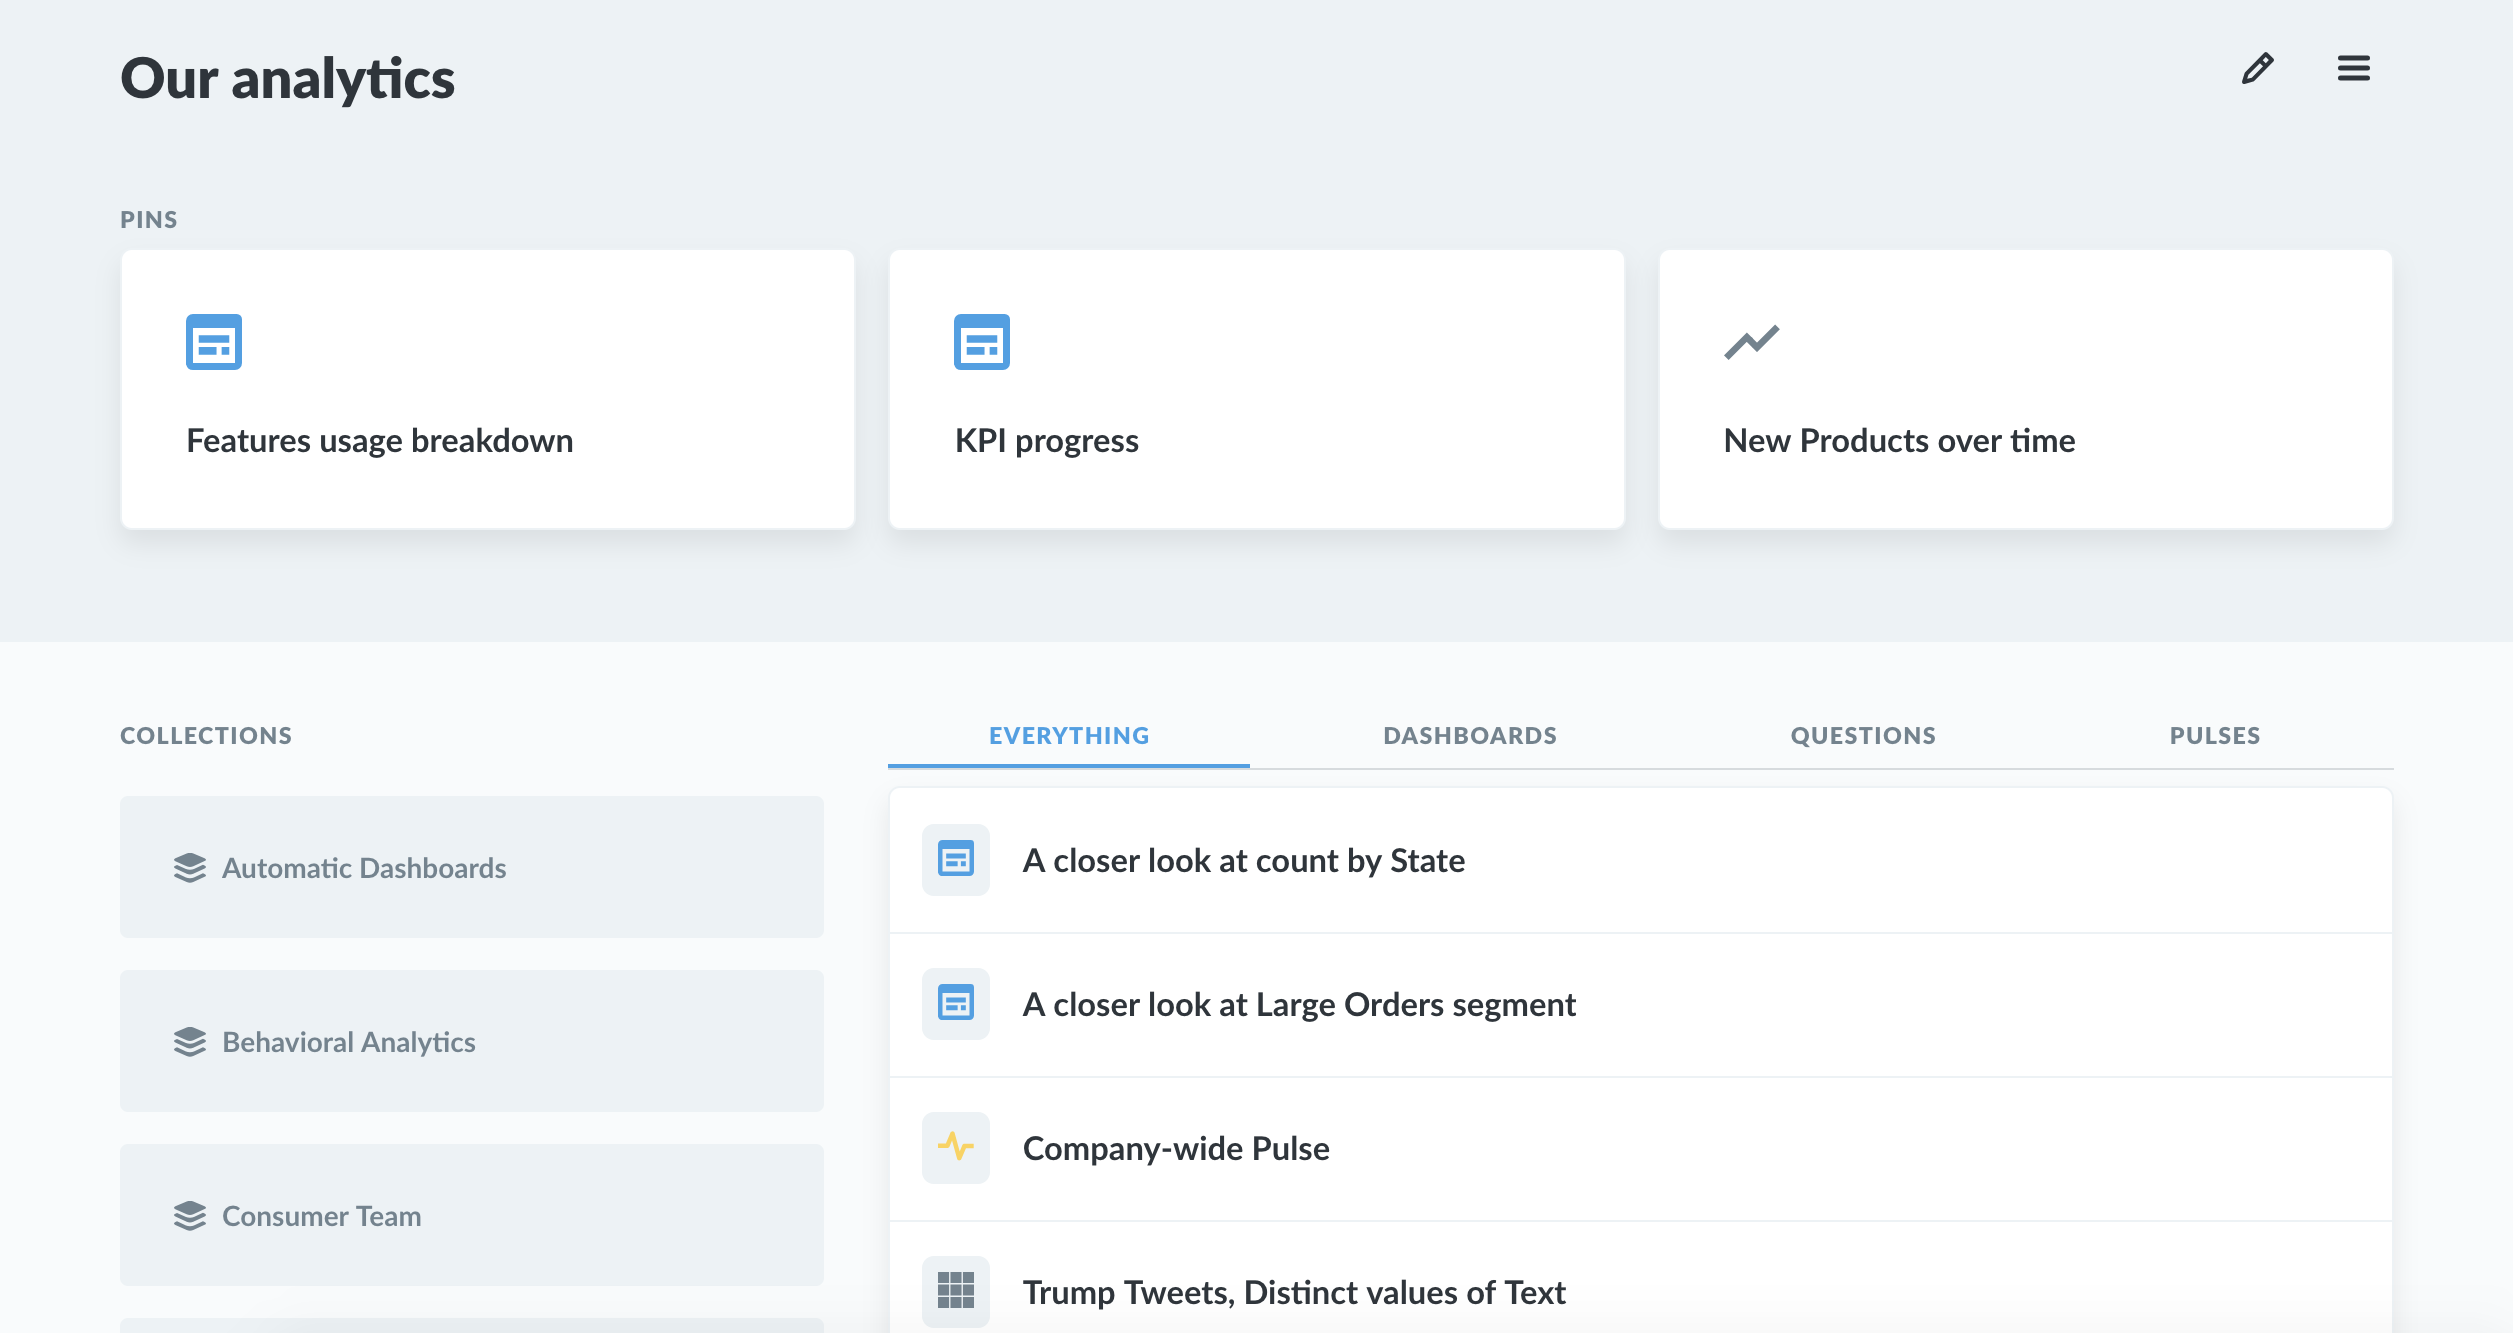 Our analytics
PINS
Features usage breakdown
KPI progress
New Products over time
COLLECTIONS
EVERYTHING
DASHBOARDS
QUESTIONS
PULSES
Automatic Dashboards
Behavioral Analytics
Consumer Team
A closer look at count by State
A closer look at Large Orders segment
Company-wide Pulse
Trump Tweets, Distinct values of Text